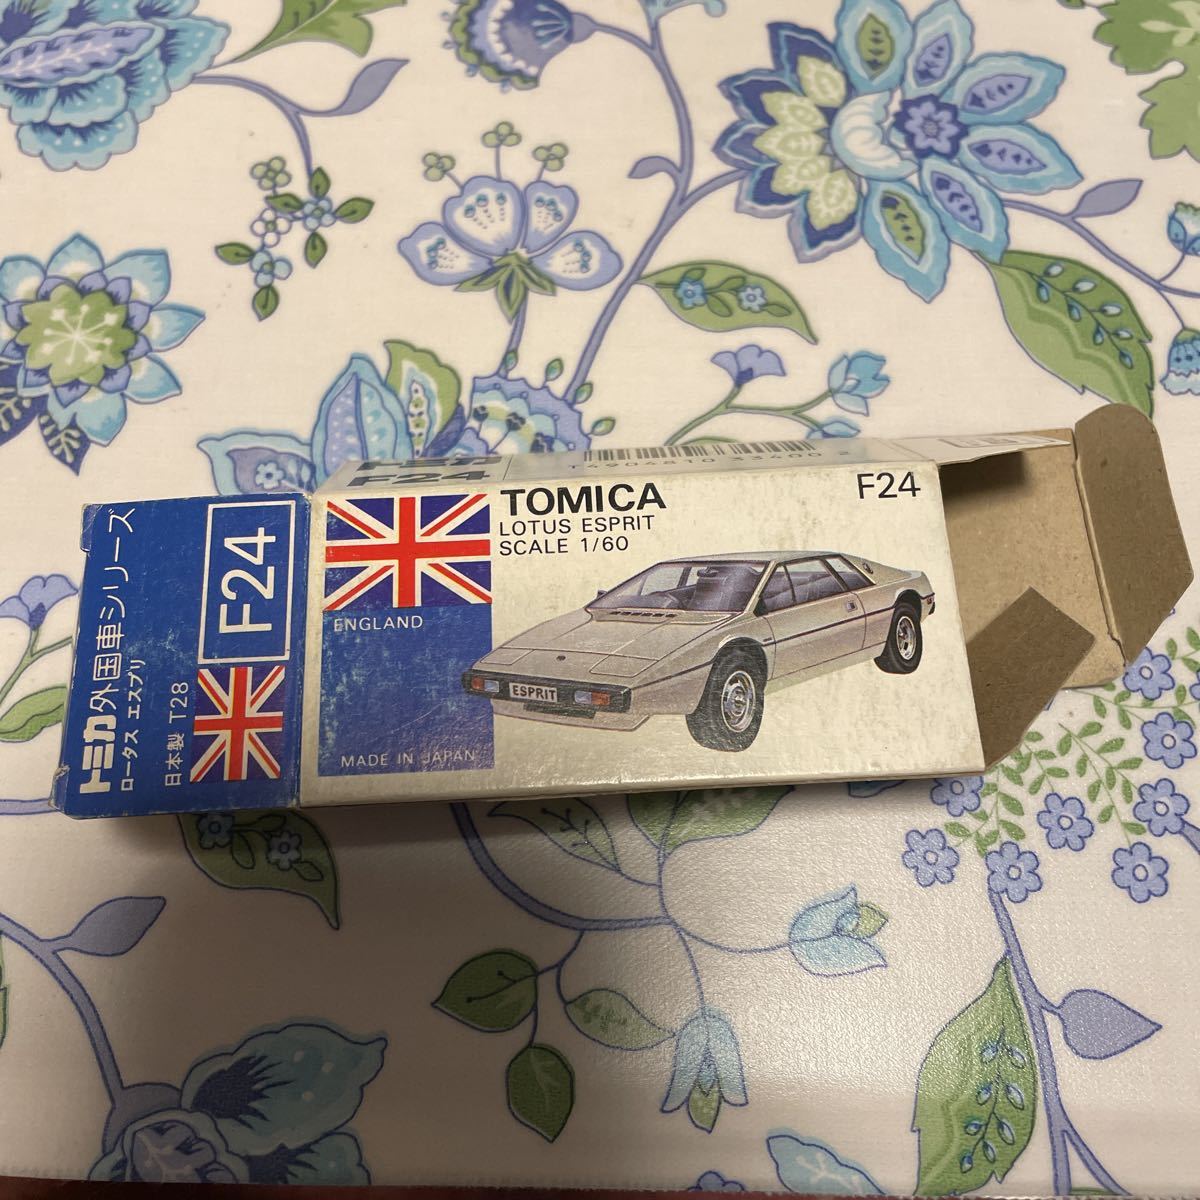 トミカ外国車シリーズ
ロータス エスプリ
日本製 T28
F24
F24
TOMICA
F24
LOTUS ESPRIT
SCALE 1/60
ENGLAND
ESPRIT
MADE IN JAPAN